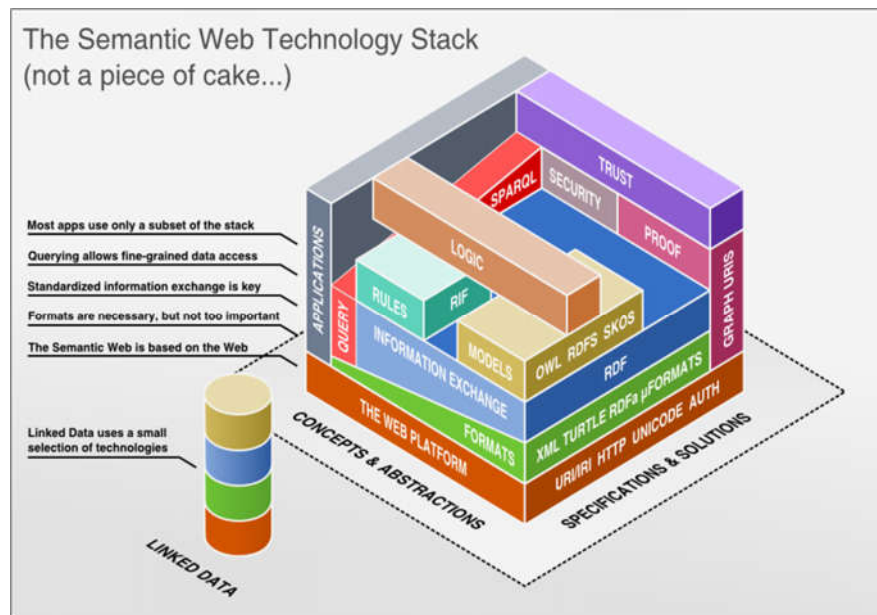 The Semantic Web Technology Stack
(not a piece of cake...)
Most apps use only a subset of the stack
Querying allows fine-grained data access
Standardized information exchange is key
Formats are necessary, but not too important
The Semantic Web is based on the Web
Linked Data uses a small
selection of technologies
LINKED DATA
APPLICATIONS
QUERY
RULES
RIF
LOGIC
SPARQL
SECURITY
TRUST
PROOF
GRAPH URIS
MODELS
OWL RDFS SKOS
INFORMATION EXCHANGE
RDF
FORMATS
XML TURTLE RDFa μFORMATS
THE WEB PLATFORM
URI/IRI HTTP UNICODE AUTH
CONCEPTS & ABSTRACTIONS
SPECIFICATIONS & SOLUTIONS